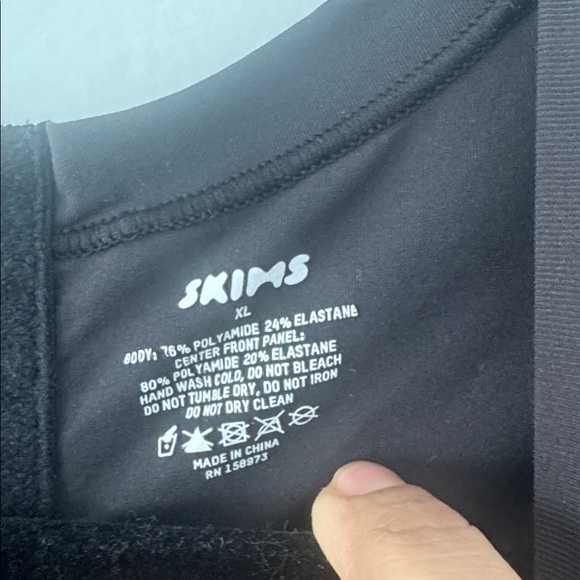 SKIMS
XL
BODY: 76% POLYAMIDE 24% ELASTANE
CENTER FRONT PANEL:
80% POLYAMIDE 20% ELASTANE
HAND WASH COLD, DO NOT BLEACH
DO NOT TUMBLE DRY, DO NOT IRON
DO NOT DRY CLEAN
MADE IN CHINA
RN 158973